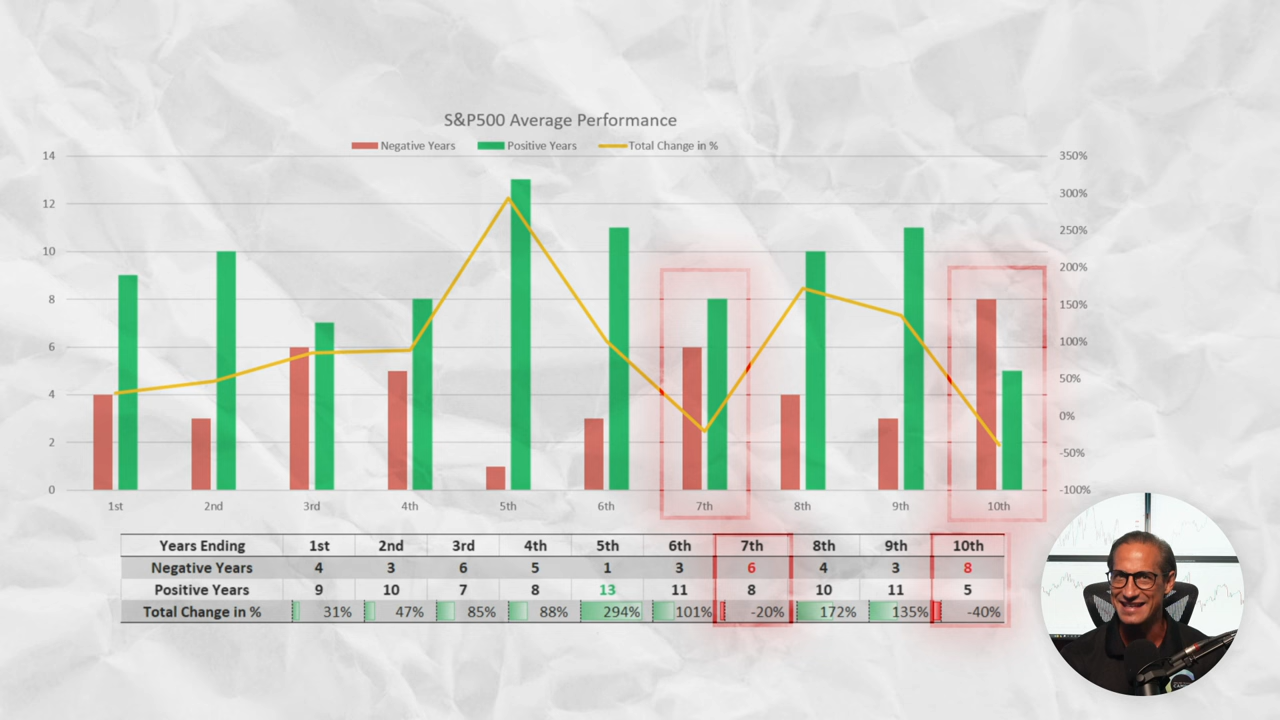 S&P500 Average Performance
Negative Years Positive Years Total Change in %
14 350%
300%
12
250%
10
200%
8
150%
6 100%
4 50%
0%
2
-50%
0 -100%
1st 2nd 3rd 4th 5th 6th 7th 8th 9th 10th
Years Ending 1st 2nd 3rd 4th 5th 6th 7th 8th 9th 10th
Negative Years 4 3 6 5 1 3 6 4 3 8
Positive Years 9 10 7 8 13 11 8 10 11 5
Total Change in % 31% 47% 85% 88% 294% 101% -20% 172% 135% -40%